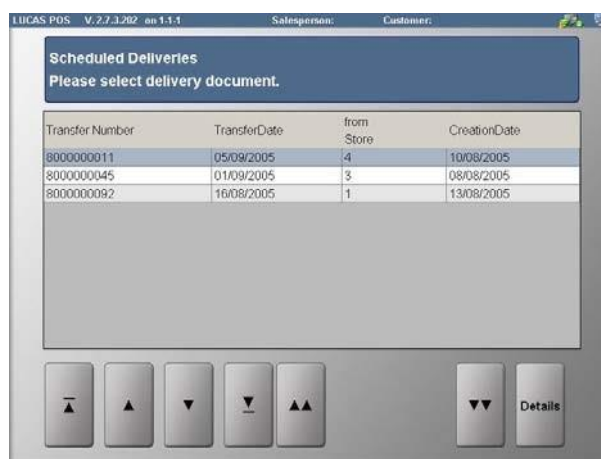 LUCAS POS V. 2.7.3.202 on 1-1-1 Salesperson: Customer:
Scheduled Deliveries
Please select delivery document.
Transfer Number TransferDate from Store CreationDate
8000000011 05/09/2005 4 10/08/2005
8000000045 01/09/2005 3 08/08/2005
8000000092 16/08/2005 1 13/08/2005
Details